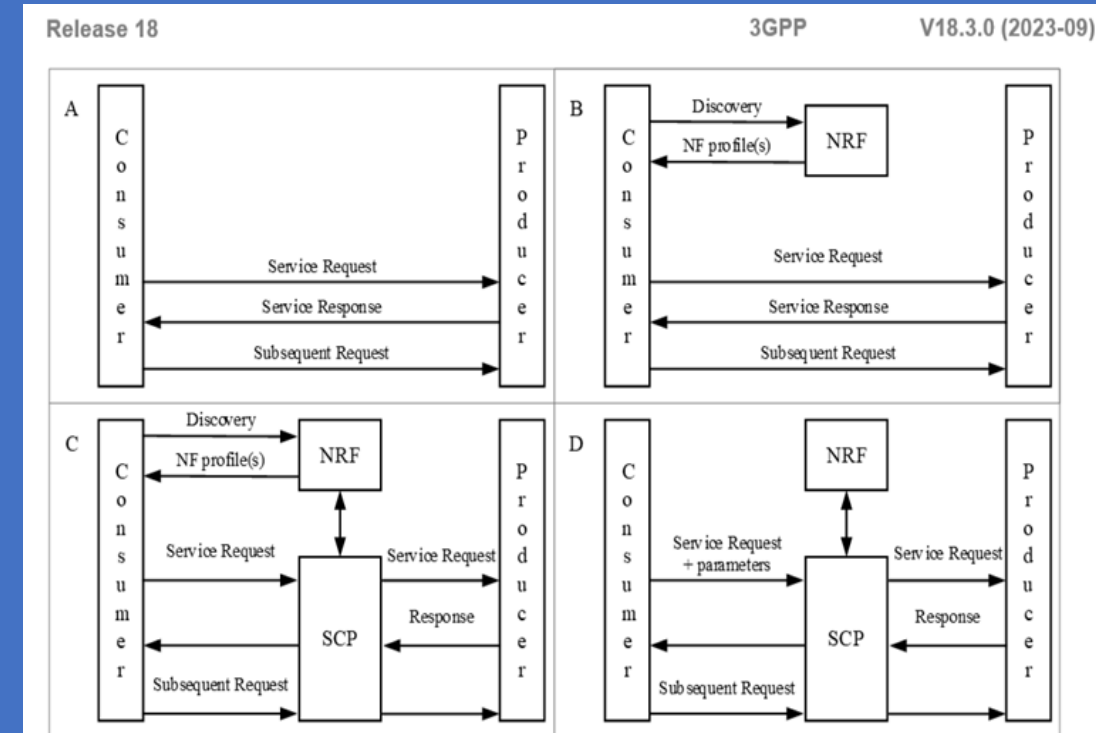 Release 18 3GPP V18.3.0 (2023-09)
A
Consumer
Producer
Service Request
Service Response
Subsequent Request
B
Consumer
Discovery
NF profile(s)
NRF
Producer
Service Request
Service Response
Subsequent Request
C
Consumer
Discovery
NF profile(s)
NRF
Producer
Service Request
Service Request
SCP
Response
Subsequent Request
D
Consumer
NRF
Producer
Service Request
+ parameters
Service Request
SCP
Response
Subsequent Request